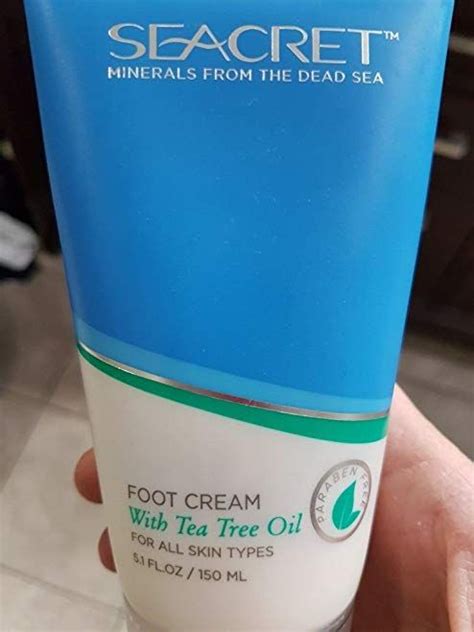 SEACRET™
MINERALS FROM THE DEAD SEA
FOOT CREAM
With Tea Tree Oil
FOR ALL SKIN TYPES
5.1 FL.OZ / 150 ML
PARABEN FREE